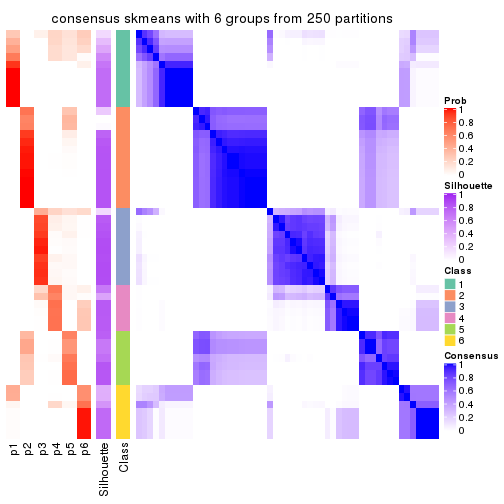 consensus skmeans with 6 groups from 250 partitions
Prob
1
0.8
0.6
0.4
0.2
0
Silhouette
1
0.8
0.6
0.4
0.2
0
Class
1
2
3
4
5
6
Consensus
1
0.8
0.6
0.4
0.2
0
p1
p2
p3
p4
p5
p6
Silhouette
Class